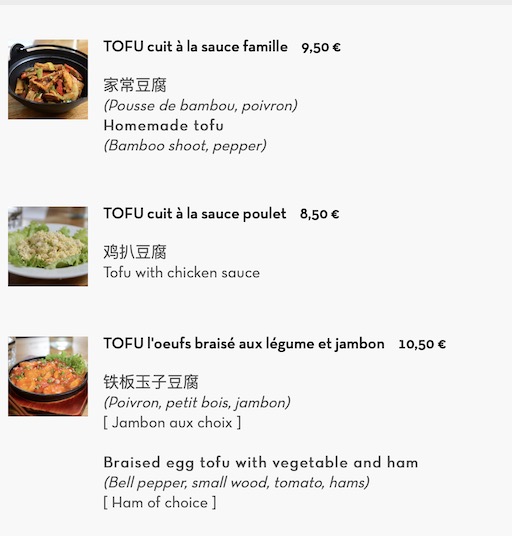 TOFU cuit à la sauce famille 9,50 €
家常豆腐
(Pousse de bambou, poivron)
Homemade tofu
(Bamboo shoot, pepper)
TOFU cuit à la sauce poulet 8,50 €
鸡扒豆腐
Tofu with chicken sauce
TOFU l'oeufs braisé aux légume et jambon 10,50 €
铁板玉子豆腐
(Poivron, petit bois, jambon)
[ Jambon aux choix ]
Braised egg tofu with vegetable and ham
(Bell pepper, small wood, tomato, hams)
[ Ham of choice ]